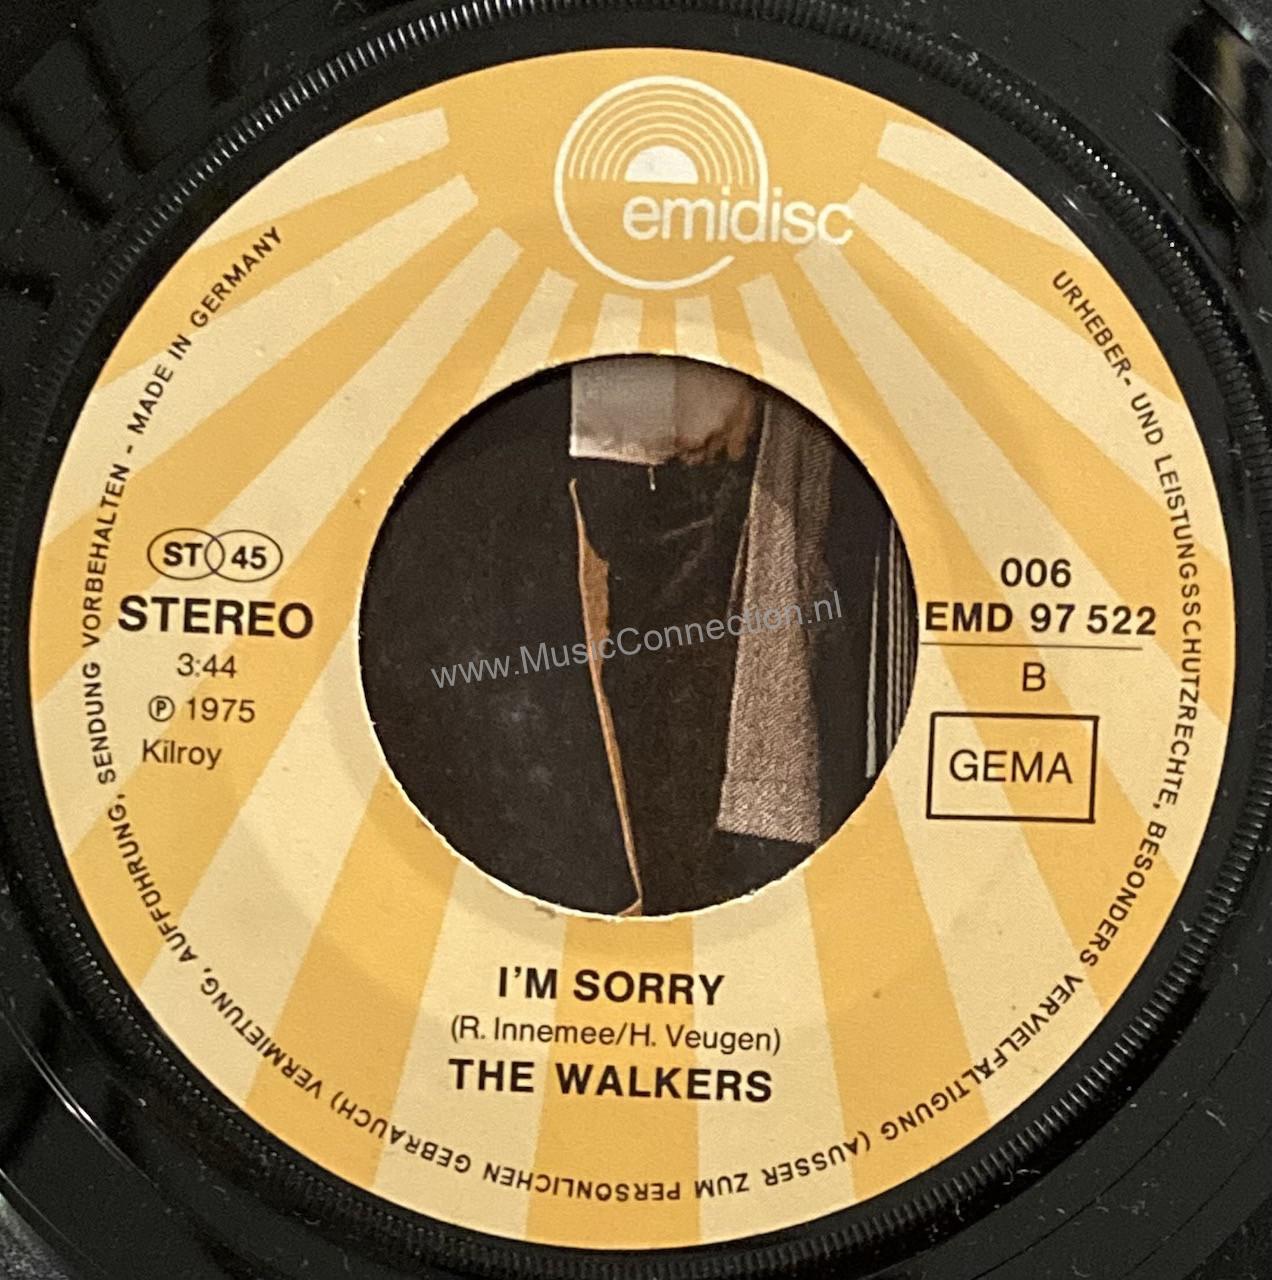 emidisc
URHEBER- UND LEISTUNGSSCHUTZRECHTE, BESONDERS VERVIELFÄLTIGUNG (AUSSER ZUM PERSÖNLICHEN GEBRAUCH) VERMIETUNG, AUFFÜHRUNG, SENDUNG VORBEHALTEN - MADE IN GERMANY
ST 45
STEREO
3:44
℗ 1975
Kilroy
006
EMD 97 522
B
GEMA
www.MusicConnection.nl
I'M SORRY
(R. Innemee/H. Veugen)
THE WALKERS